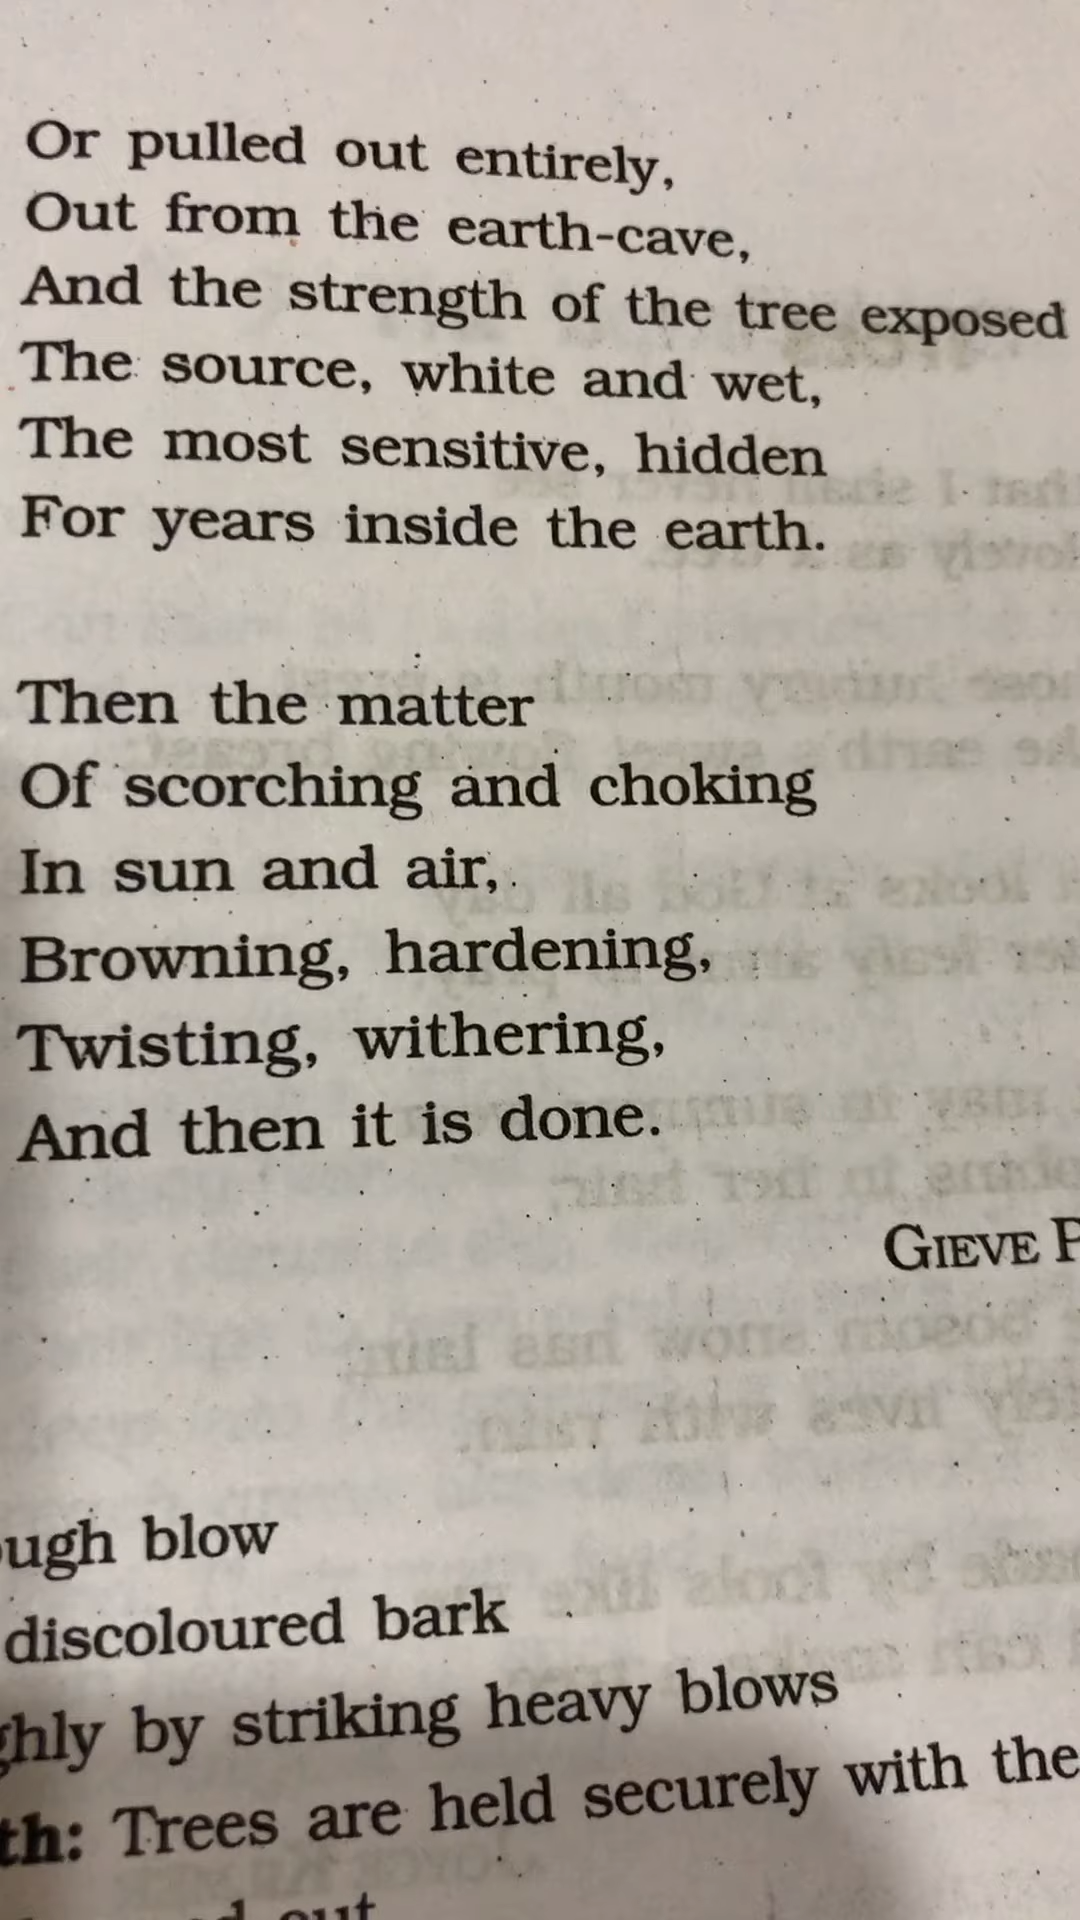 Or pulled out entirely,
Out from the earth-cave,
And the strength of the tree exposed
The source, white and wet,
The most sensitive, hidden
For years inside the earth.
Then the matter
Of scorching and choking
In sun and air,
Browning, hardening,
Twisting, withering,
And then it is done.
GIEVE P
ugh blow
discoloured bark
ghly by striking heavy blows
th: Trees are held securely with the
out